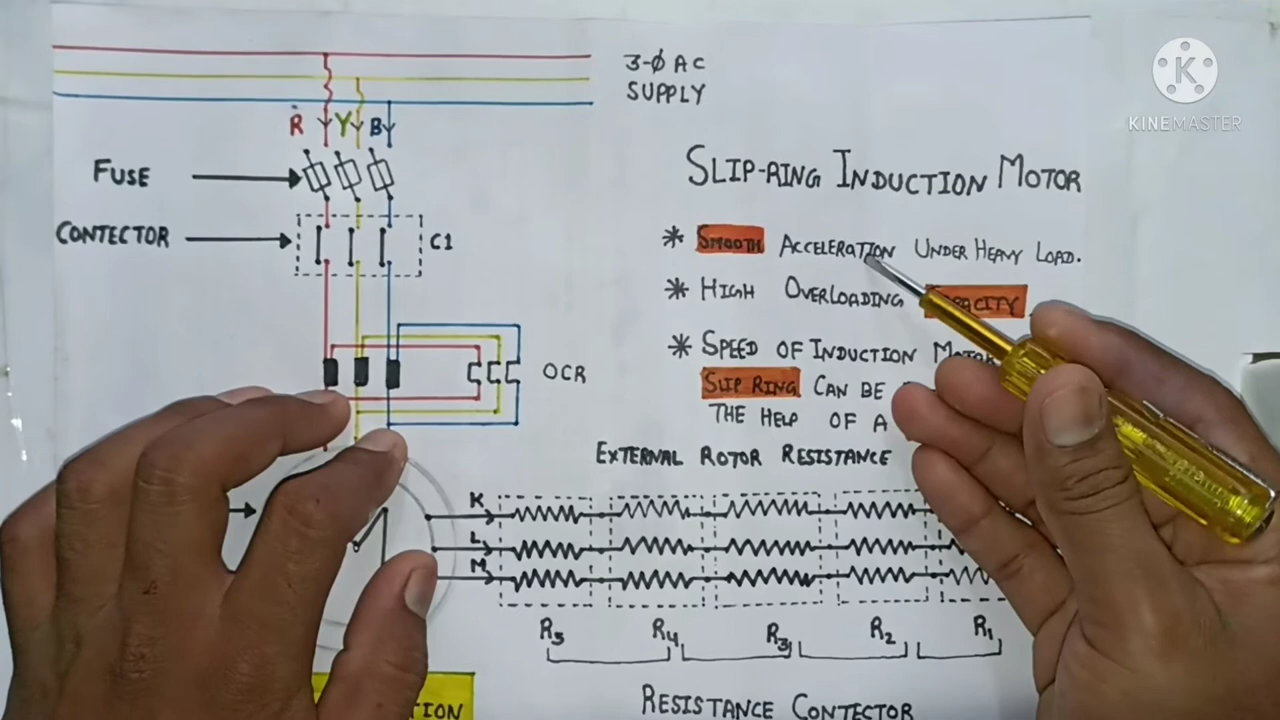 3-ϕ AC
SUPPLY
R Y B
FUSE
CONTECTOR
C1
OCR
K
L
M
SLIP-RING INDUCTION MOTOR
* SMOOTH ACCELERATION UNDER HEAVY LOAD.
* HIGH OVERLOADING CAPACITY
* SPEED OF INDUCTION MOTOR
SLIP RING CAN BE
THE HELP OF A
EXTERNAL ROTOR RESISTANCE
R5 R4 R3 R2 R1
RESISTANCE CONTECTOR
K
KINEMASTER